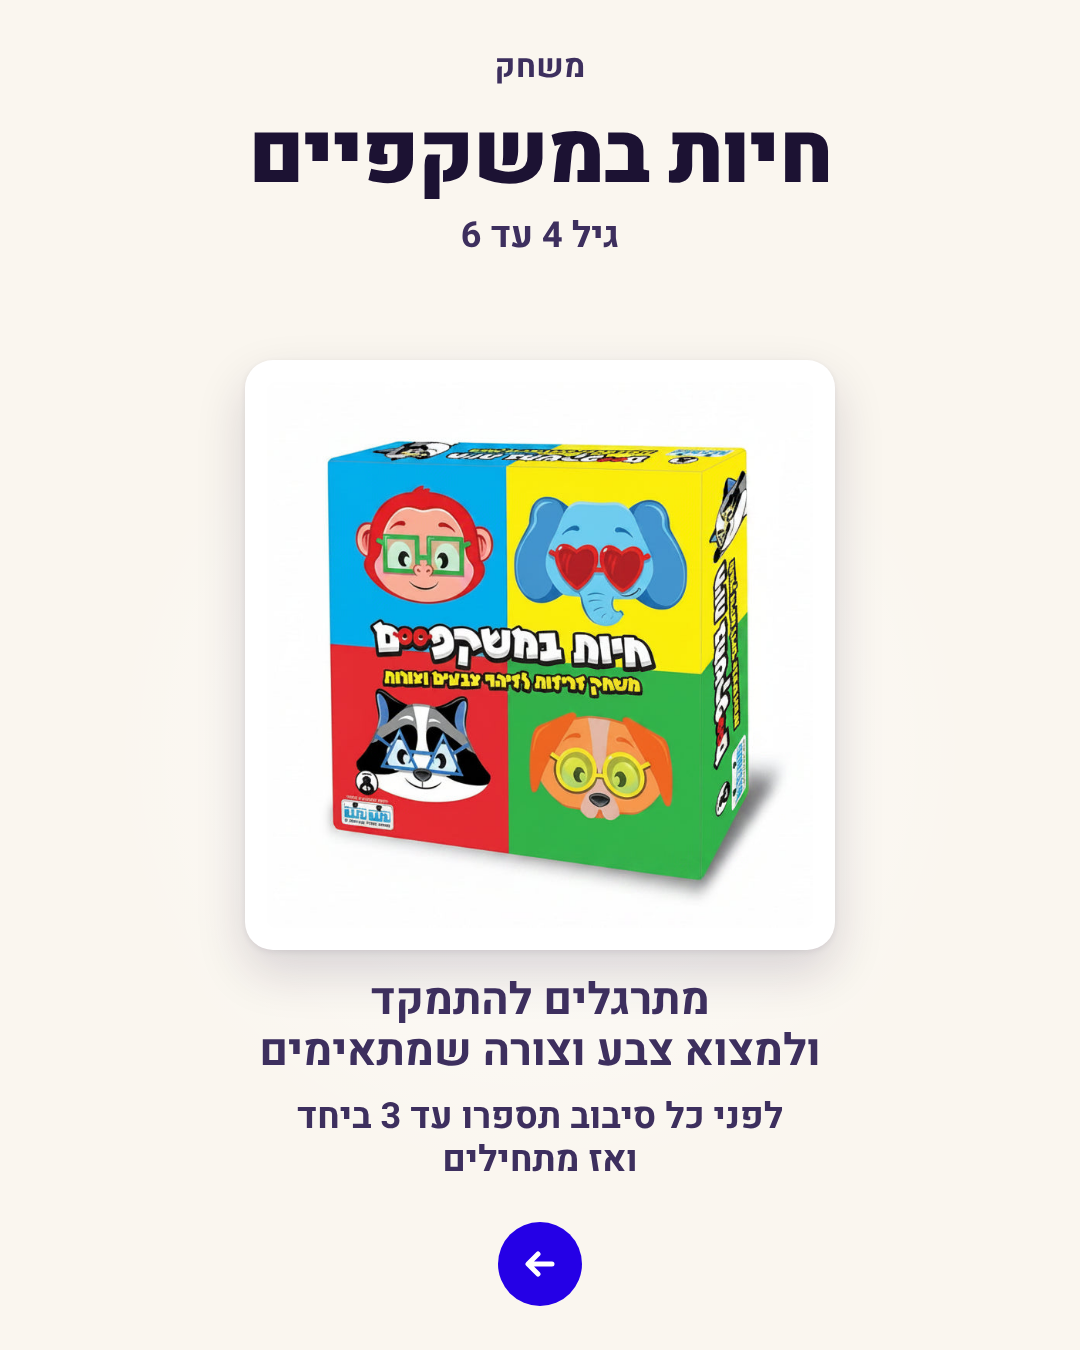 משחק
חיות במשקפיים
גיל 4 עד 6
חיות במשקפיים
משחק זריזות לזיהוי צבעים וצורות
מתרגלים להתמקד
ולמצוא צבע וצורה שמתאימים
לפני כל סיבוב תספרו עד 3 ביחד
ואז מתחילים